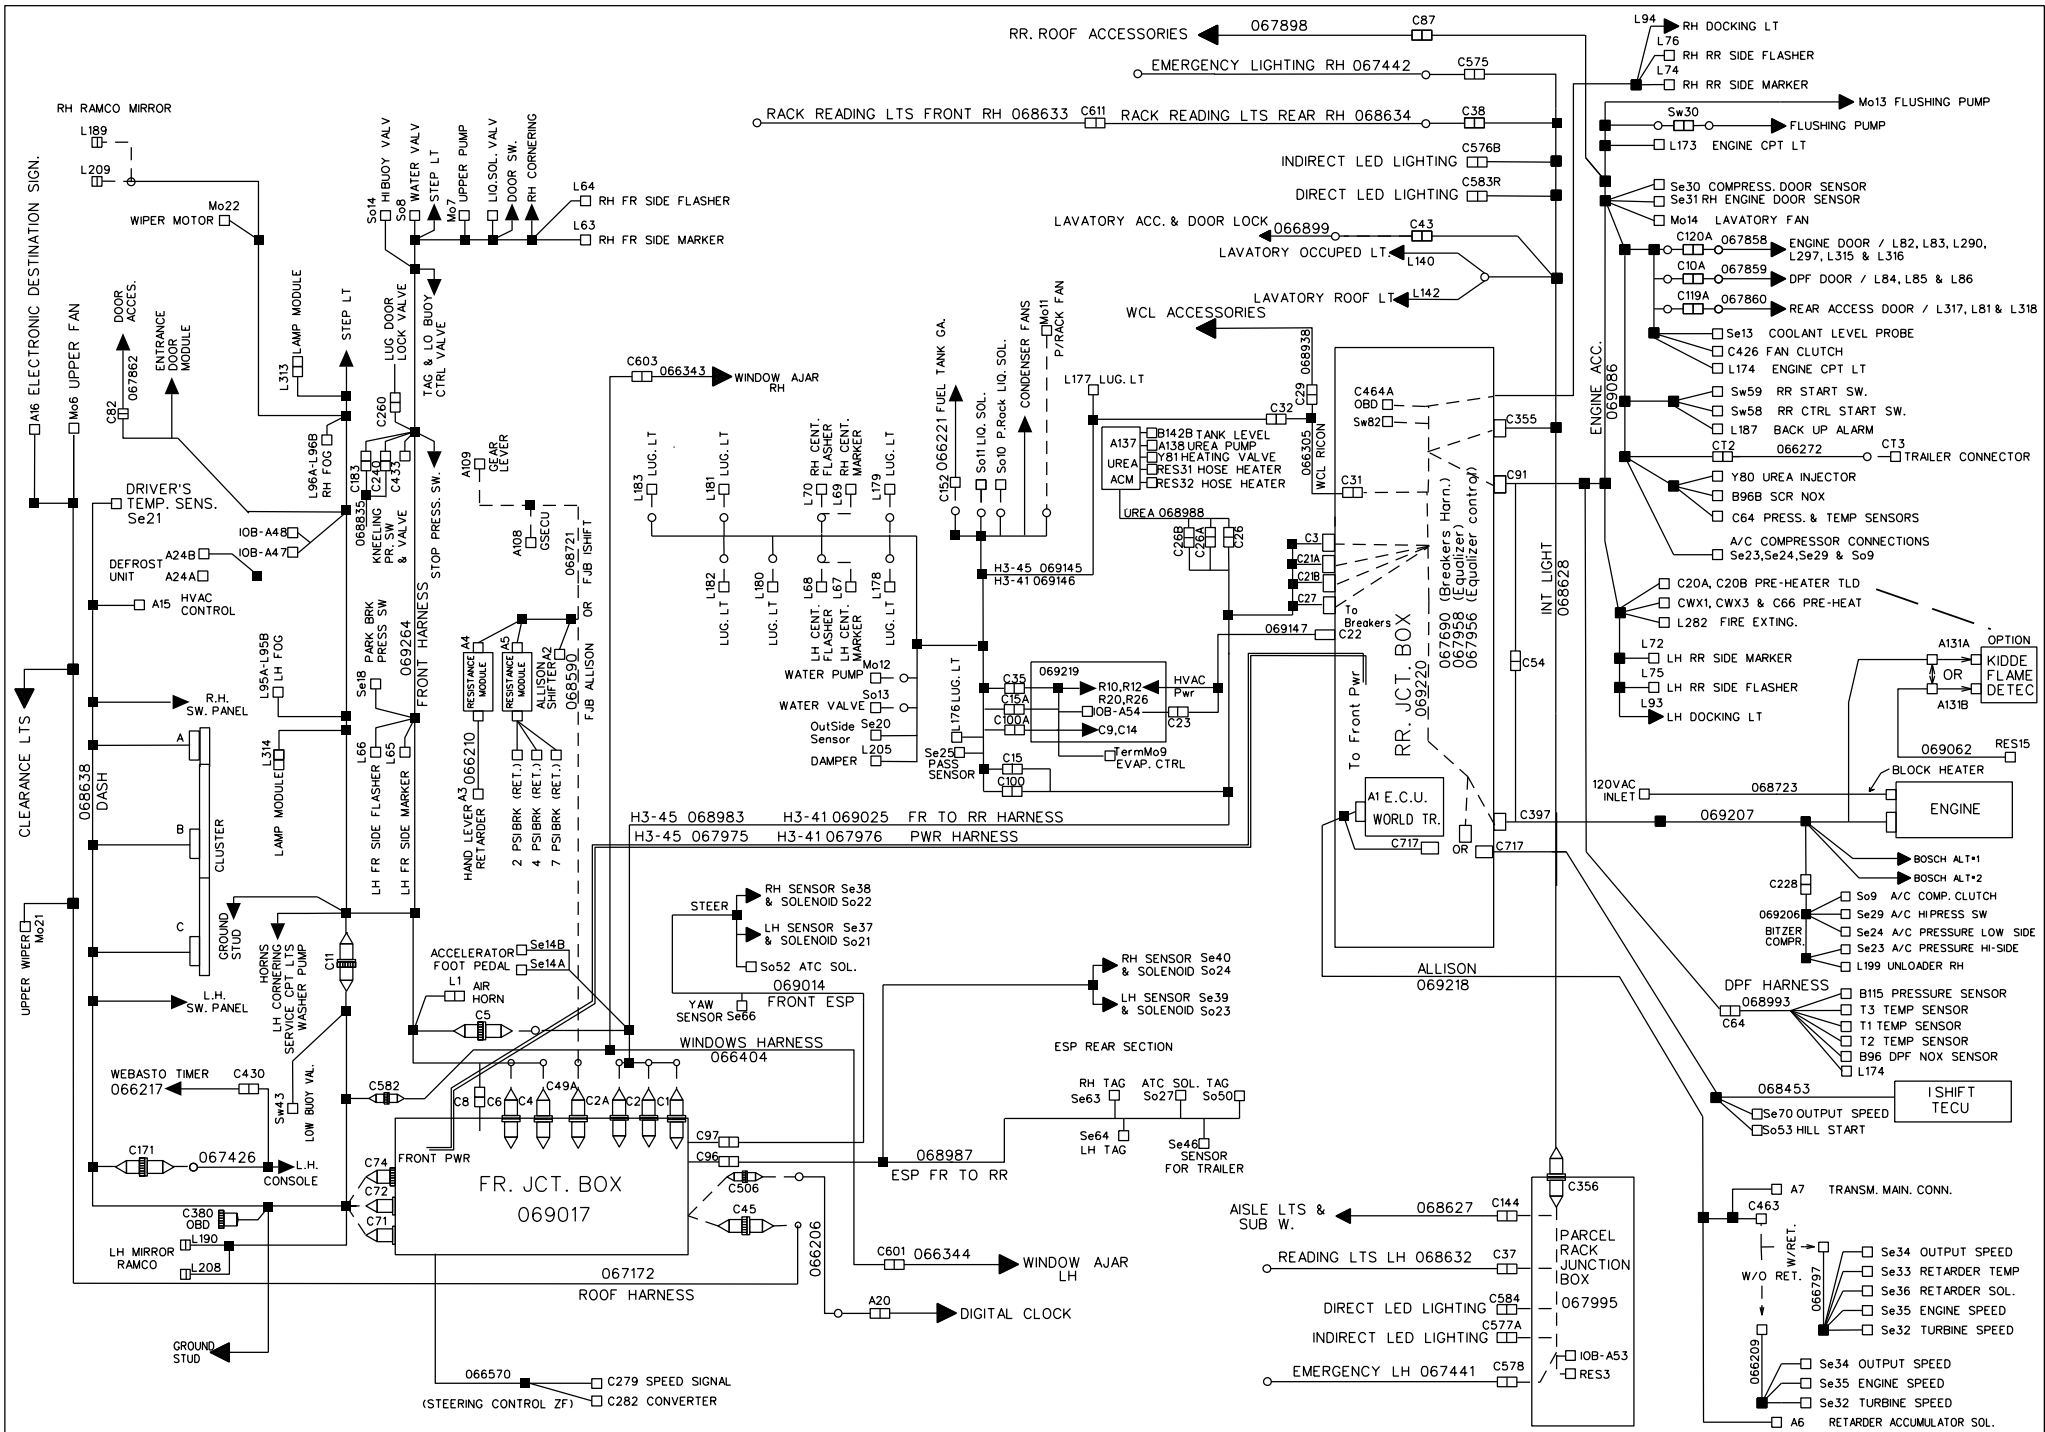 RR. ROOF ACCESSORIES
067898
C87
EMERGENCY LIGHTING RH 067442
C575
RACK READING LTS FRONT RH 068633
C611
RACK READING LTS REAR RH 068634
C38
INDIRECT LED LIGHTING
C576B
DIRECT LED LIGHTING
C583R
LAVATORY ACC. & DOOR LOCK
066899
C43
LAVATORY OCCUPED LT.
L140
LAVATORY ROOF LT
L142
WCL ACCESSORIES
L94
RH DOCKING LT
L76
RH RR SIDE FLASHER
L74
RH RR SIDE MARKER
Mo13 FLUSHING PUMP
Sw30
FLUSHING PUMP
L173 ENGINE CPT LT
Se30 COMPRESS. DOOR SENSOR
Se31 RH ENGINE DOOR SENSOR
Mo14 LAVATORY FAN
C120A
067858
ENGINE DOOR / L82, L83, L290,
L297, L315 & L316
C10A
067859
DPF DOOR / L84, L85 & L86
C119A
067860
REAR ACCESS DOOR / L317, L81 & L318
Se13 COOLANT LEVEL PROBE
C426 FAN CLUTCH
L174 ENGINE CPT LT
Sw59 RR START SW.
Sw58 RR CTRL START SW.
L187 BACK UP ALARM
CT2
066272
CT3
TRAILER CONNECTOR
Y80 UREA INJECTOR
B96B SCR NOX
C64 PRESS. & TEMP SENSORS
A/C COMPRESSOR CONNECTIONS
Se23,Se24,Se29 & So9
C20A, C20B PRE-HEATER TLD
CWX1, CWX3 & C66 PRE-HEAT
L282 FIRE EXTING.
L72
LH RR SIDE MARKER
L75
LH RR SIDE FLASHER
L93
LH DOCKING LT
ENGINE ACC.
069086
A131A
OR
A131B
OPTION
KIDDE
FLAME
DETEC
069062
RES15
BLOCK HEATER
120VAC
INLET
068723
ENGINE
069207
BOSCH ALT#1
BOSCH ALT#2
C228
069206
BITZER
COMPR.
So9 A/C COMP. CLUTCH
Se29 A/C HIPRESS SW
Se24 A/C PRESSURE LOW SIDE
Se23 A/C PRESSURE HI-SIDE
L199 UNLOADER RH
DPF HARNESS
068993
C64
B115 PRESSURE SENSOR
T3 TEMP SENSOR
T1 TEMP SENSOR
T2 TEMP SENSOR
B96 DPF NOX SENSOR
L174
068453
I SHIFT
TECU
Se70 OUTPUT SPEED
So53 HILL START
A7 TRANSM. MAIN. CONN.
C463
W/RET.
W/O RET.
066797
Se34 OUTPUT SPEED
Se33 RETARDER TEMP
Se36 RETARDER SOL.
Se35 ENGINE SPEED
Se32 TURBINE SPEED
066209
Se34 OUTPUT SPEED
Se35 ENGINE SPEED
Se32 TURBINE SPEED
A6 RETARDER ACCUMULATOR SOL.
RH RAMCO MIRROR
L189
L209
Mo22
WIPER MOTOR
A16 ELECTRONIC DESTINATION SIGN.
Mo6 UPPER FAN
C82
067862
DOOR
ACCES.
ENTRANCE
DOOR
MODULE
L313
LAMP MODULE
STEP LT
So14 HIBUOY VALV
So8 WATER VALV
STEP LT
Mo7 UPPER PUMP
LIQ.SOL. VALV
DOOR SW.
RH CORNERING
L64
RH FR SIDE FLASHER
L63
RH FR SIDE MARKER
LUG DOOR
LOCK VALVE
C260
TAG & LO BUOY
CTRL VALVE
L96A-L96B
RH FOG
C183
C240
C433
068835
KNEELING
PR. SW
& VALVE
STOP PRESS. SW.
DRIVER'S
TEMP. SENS.
Se21
IOB-A48
IOB-A47
DEFROST
UNIT
A24B
A24A
A15 HVAC
CONTROL
CLEARANCE LTS
068638
DASH
R.H.
SW. PANEL
A
B
C
CLUSTER
L.H.
SW. PANEL
UPPER WIPER
Mo21
GROUND
STUD
L95A-L95B
LH FOG
L314
LAMP MODULE
PARK BRK
PRESS SW
Se18
069264
FRONT HARNESS
L66
LH FR SIDE FLASHER
L65
LH FR SIDE MARKER
HORNS
LH CORNERING
SERVICE CPT LTS
WASHER PUMP
C11
A109
GEAR
LEVER
A108
GSECU
068721
FJB ISHIFT
OR
FJB ALLISON
068590
A4
RESISTANCE
MODULE
A5
RESISTANCE
MODULE
ALLISON
SHIFTER
A2
066210
A3
HAND LEVER
RETARDER
2 PSIBRK (RET.)
4 PSIBRK (RET.)
7 PSIBRK (RET.)
C603
066343
WINDOW AJAR
RH
L183
LUG. LT
L181
LUG. LT
L70
RH CENT.
FLASHER
L69
RH CENT.
MARKER
L179
LUG. LT
L182
LUG. LT
L180
LUG. LT
L68
LH CENT.
FLASHER
L67
LH CENT.
MARKER
L178
LUG. LT
C152 066221 FUEL TANK GA.
So11 LIQ. SOL.
So10 P.Rack LIQ. SOL.
CONDENSER FANS
Mo11
P/RACK FAN
L177 LUG. LT
A137
UREA
ACM
B142B TANK LEVEL
A138 UREA PUMP
Y81 HEATING VALVE
RES31 HOSE HEATER
RES32 HOSE HEATER
UREA 068988
C26B
C26A
C26
C32
C29
068938
066305
WCL RICON
C31
H3-45 069145
H3-41 069146
C3
C21A
C21B
C27
To
Breakers
C22
069147
C464A
OBD
Sw82
C355
C91
INT LIGHT
068628
C54
067690 (Breakers Harn.)
067958 (Equalizer)
067956 (Equalizer control)
RR. JCT. BOX
069220
To Front Pwr
A1 E.C.U.
WORLD TR.
C717
OR
C717
C397
ALLISON
069218
Mo12
WATER PUMP
So13
WATER VALVE
OutSide
Sensor
Se20
L205
DAMPER
L176 LUG. LT
Se25
PASS
SENSOR
C35
C15A
C100A
C15
C100
069219
R10,R12
R20,R26
IOB-A54
C9,C14
HVAC
Pwr
C23
TermMo9
EVAP. CTRL
H3-45 068983 H3-41 069025 FR TO RR HARNESS
H3-45 067975 H3-41 067976 PWR HARNESS
STEER
RH SENSOR Se38
& SOLENOID So22
LH SENSOR Se37
& SOLENOID So21
So52 ATC SOL.
069014
FRONT ESP
YAW
SENSOR Se66
RH SENSOR Se40
& SOLENOID So24
LH SENSOR Se39
& SOLENOID So23
ESP REAR SECTION
ACCELERATOR
FOOT PEDAL
Se14B
Se14A
L1
AIR
HORN
C5
WINDOWS HARNESS
066404
WEBASTO TIMER
066217
C430
Sw43
LOW BUOY VAL.
C582
C171
067426
L.H.
CONSOLE
C380
OBD
L190
LH MIRROR
RAMCO
L208
GROUND
STUD
C74
C72
C71
C8
C6
C4
C49A
C2A
C2
C1
FRONT PWR
FR. JCT. BOX
069017
C97
C96
C506
C45
066206
067172
ROOF HARNESS
C601
066344
WINDOW AJAR
LH
A20
DIGITAL CLOCK
066570
(STEERING CONTROL ZF)
C279 SPEED SIGNAL
C282 CONVERTER
068987
ESP FR TO RR
RH TAG
Se63
ATC SOL. TAG
So27
So50
Se64
LH TAG
Se46
SENSOR
FOR TRAILER
AISLE LTS &
SUB W.
068627
C144
READING LTS LH 068632
C37
DIRECT LED LIGHTING
C584
INDIRECT LED LIGHTING
C577A
EMERGENCY LH 067441
C578
C356
PARCEL
RACK
JUNCTION
BOX
067995
IOB-A53
RES3